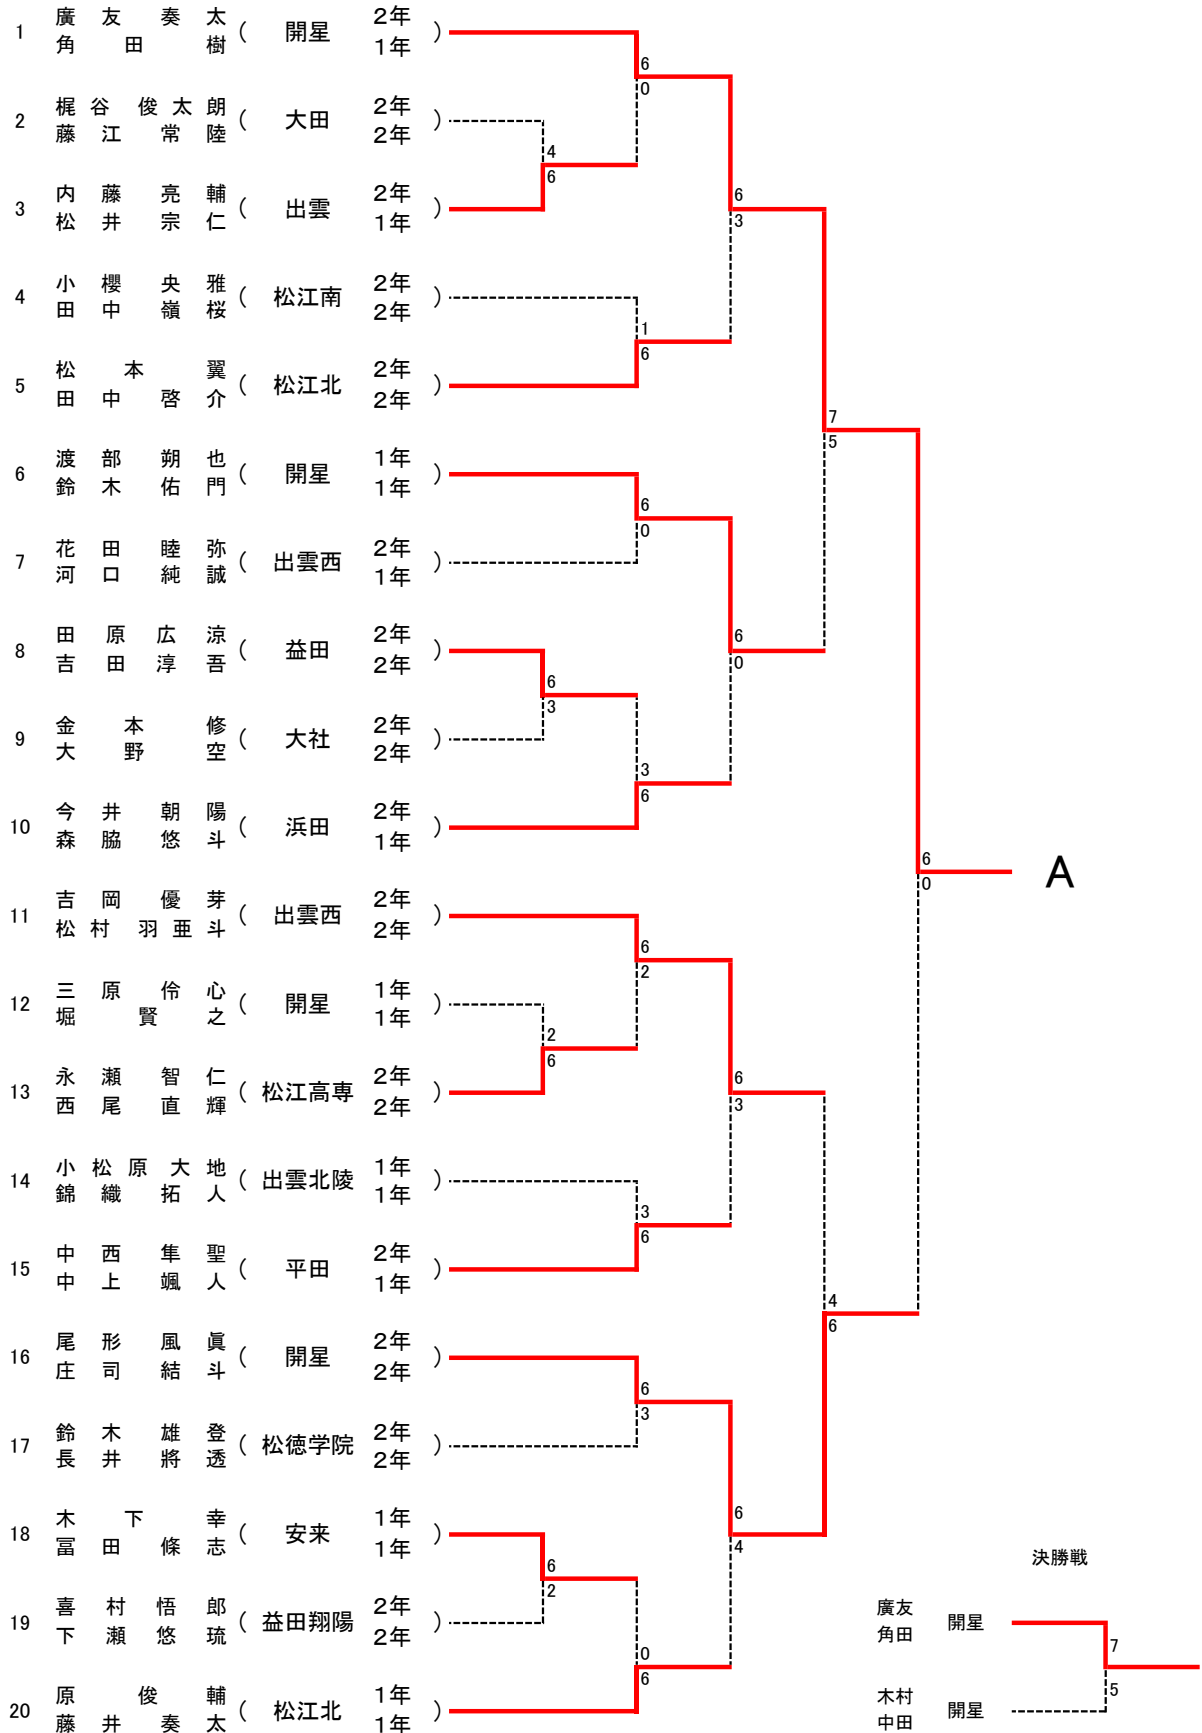 1 廣友奏太 角田樹 ( 開星 2年 1年 )
2 梶谷俊太朗 藤江常陸 ( 大田 2年 2年 )
3 内藤亮輔 松井宗仁 ( 出雲 2年 1年 )
4 小櫻央雅 田中嶺桜 ( 松江南 2年 2年 )
5 松本翼 田中啓介 ( 松江北 2年 2年 )
6 渡部朔也 鈴木佑門 ( 開星 1年 1年 )
7 花田睦弥 河口純誠 ( 出雲西 2年 1年 )
8 田原広涼 吉田淳吾 ( 益田 2年 2年 )
9 金本修 大野空 ( 大社 2年 2年 )
10 今井朝陽 森脇悠斗 ( 浜田 2年 1年 )
11 吉岡優芽 松村羽亜斗 ( 出雲西 2年 2年 )
12 三原伶心 堀賢之 ( 開星 1年 1年 )
13 永瀬智仁 西尾直輝 ( 松江高専 2年 2年 )
14 小松原大地 錦織拓人 ( 出雲北陵 1年 1年 )
15 中西隼聖 中上颯人 ( 平田 2年 1年 )
16 尾形風眞 庄司結斗 ( 開星 2年 2年 )
17 鈴木雄登 長井將透 ( 松徳学院 2年 2年 )
18 木下幸 冨田條志 ( 安来 1年 1年 )
19 喜村悟郎 下瀬悠琉 ( 益田翔陽 2年 2年 )
20 原俊輔 藤井奏太 ( 松江北 1年 1年 )
4
6
6
3
2
6
6
2
6
0
1
6
6
0
3
6
6
2
3
6
6
3
0
6
6
3
6
0
6
3
6
4
7
5
4
6
6
0
A
決勝戦
廣友
角田 開星
7
5
木村
中田 開星